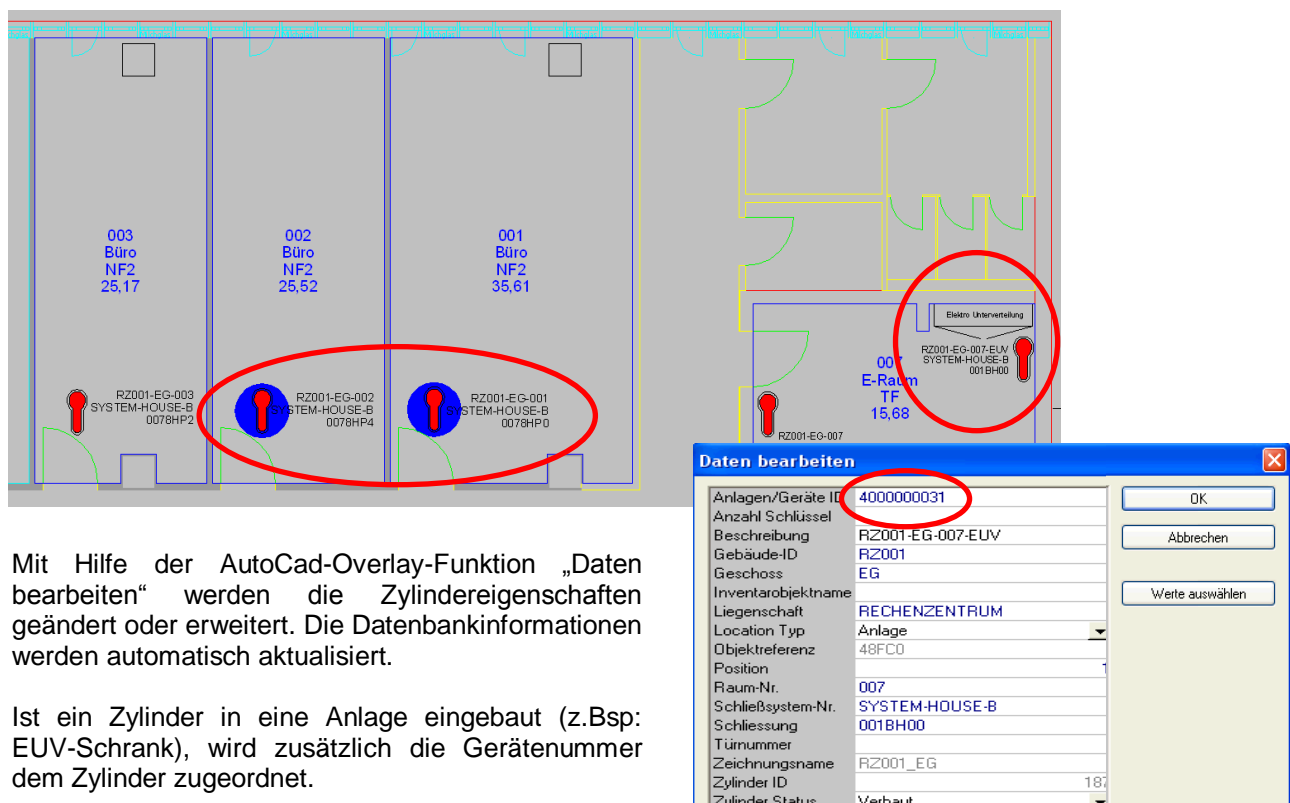 003
Büro
NF2
25,17
002
Büro
NF2
25,52
001
Büro
NF2
35,61
RZ001-EG-003
SYSTEM-HOUSE-B
0078HP2
RZ001-EG-002
SYSTEM-HOUSE-B
0078HP4
RZ001-EG-001
SYSTEM-HOUSE-B
0078HP0
Elektro Unterverteilung
RZ001-EG-007-EUV
SYSTEM-HOUSE-B
001BH00
007
E-Raum
TF
15,68
RZ001-EG-007
Daten bearbeiten
Anlagen/Geräte ID 4000000031
Anzahl Schlüssel
Beschreibung RZ001-EG-007-EUV
Gebäude-ID RZ001
Geschoss EG
Inventarobjektname
Liegenschaft RECHENZENTRUM
Location Typ Anlage
Objektreferenz 48FC0
Position 1
Raum-Nr. 007
Schließsystem-Nr. SYSTEM-HOUSE-B
Schliessung 001BH00
Türnummer
Zeichnungsname RZ001_EG
Zylinder ID 187
Zylinder Status Verbaut
OK
Abbrechen
Werte auswählen
Mit Hilfe der AutoCad-Overlay-Funktion „Daten
bearbeiten“ werden die Zylindereigenschaften
geändert oder erweitert. Die Datenbankinformationen
werden automatisch aktualisiert.
Ist ein Zylinder in eine Anlage eingebaut (z.Bsp:
EUV-Schrank), wird zusätzlich die Gerätenummer
dem Zylinder zugeordnet.